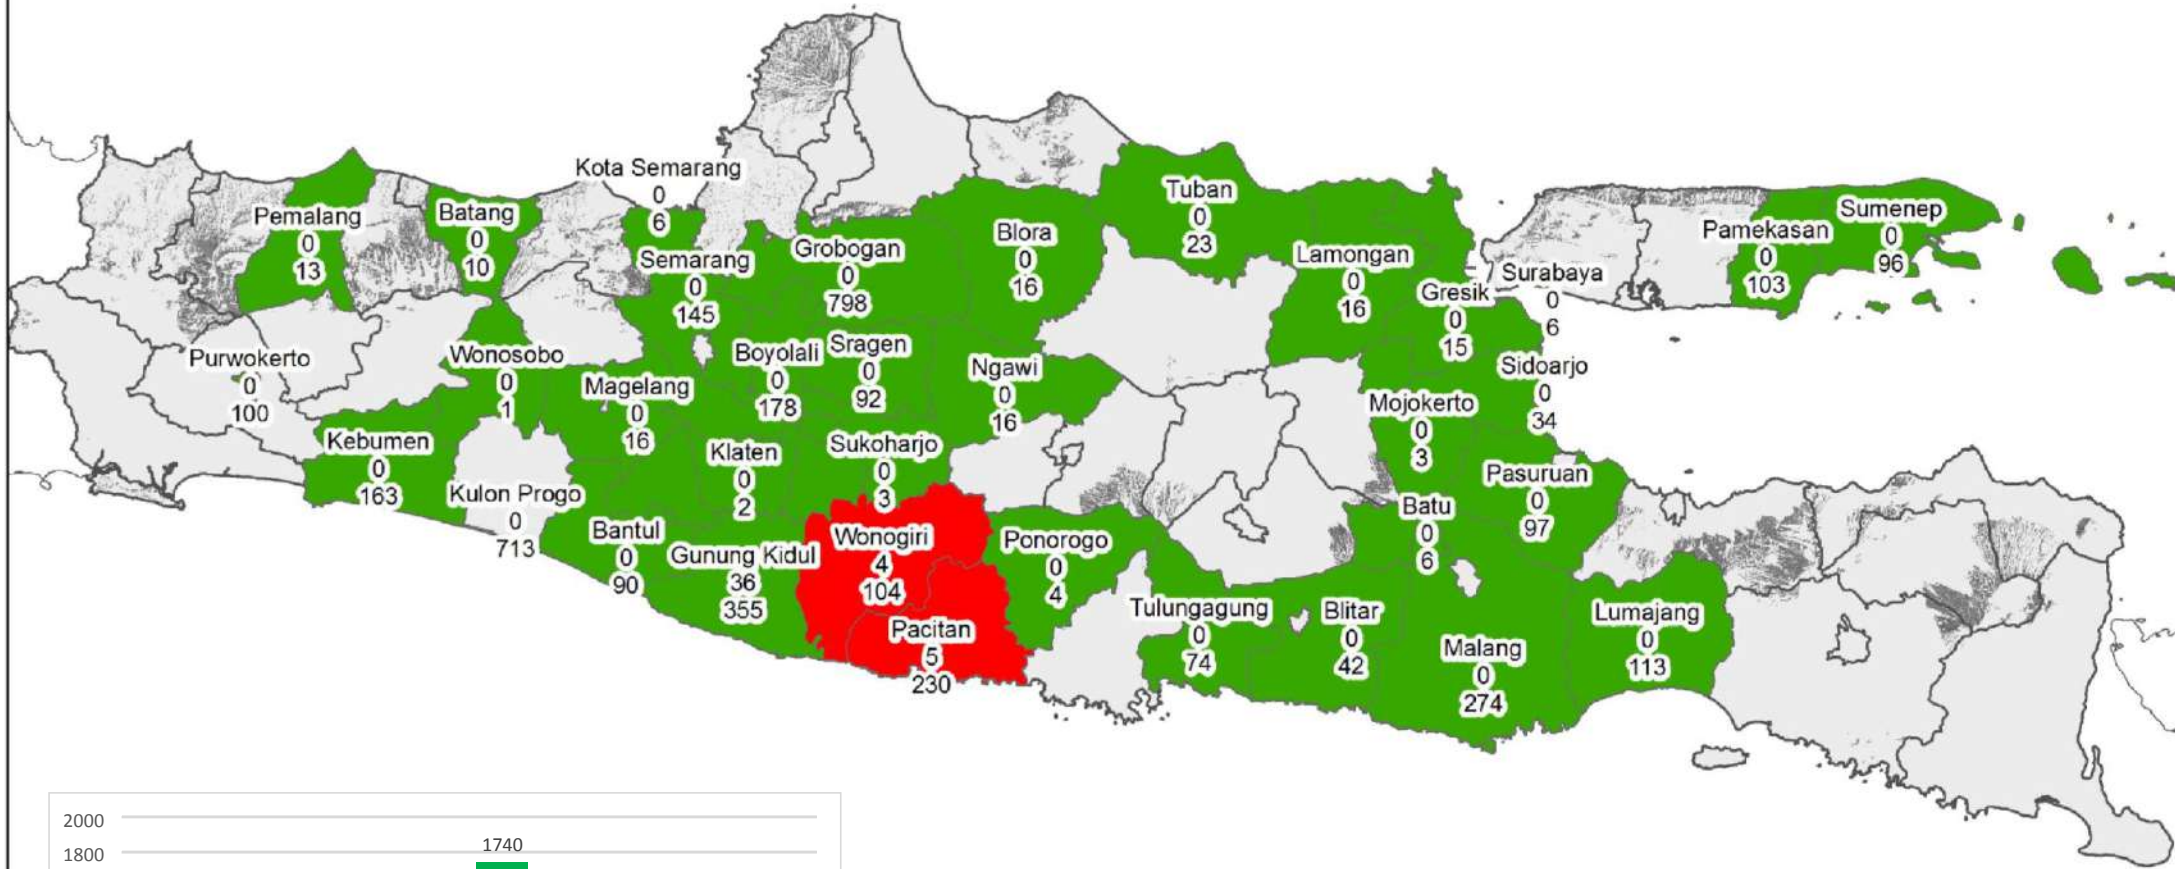 Kota Semarang
0
6
Pemalang
0
13
Batang
0
10
Semarang
0
145
Grobogan
0
798
Blora
0
16
Tuban
0
23
Lamongan
0
16
Gresik
0
15
Surabaya
0
6
Pamekasan
0
103
Sumenep
0
96
Purwokerto
0
100
Wonosobo
0
1
Magelang
0
16
Boyolali
0
178
Sragen
0
92
Ngawi
0
16
Mojokerto
0
3
Sidoarjo
0
34
Kebumen
0
163
Kulon Progo
0
713
Klaten
0
2
Sukoharjo
0
3
Pasuruan
0
97
Batu
0
6
Bantul
0
90
Gunung Kidul
36
355
Wonogiri
4
104
Ponorogo
0
4
Pacitan
5
230
Tulungagung
0
74
Blitar
0
42
Malang
0
274
Lumajang
0
113
2000
1740
1800